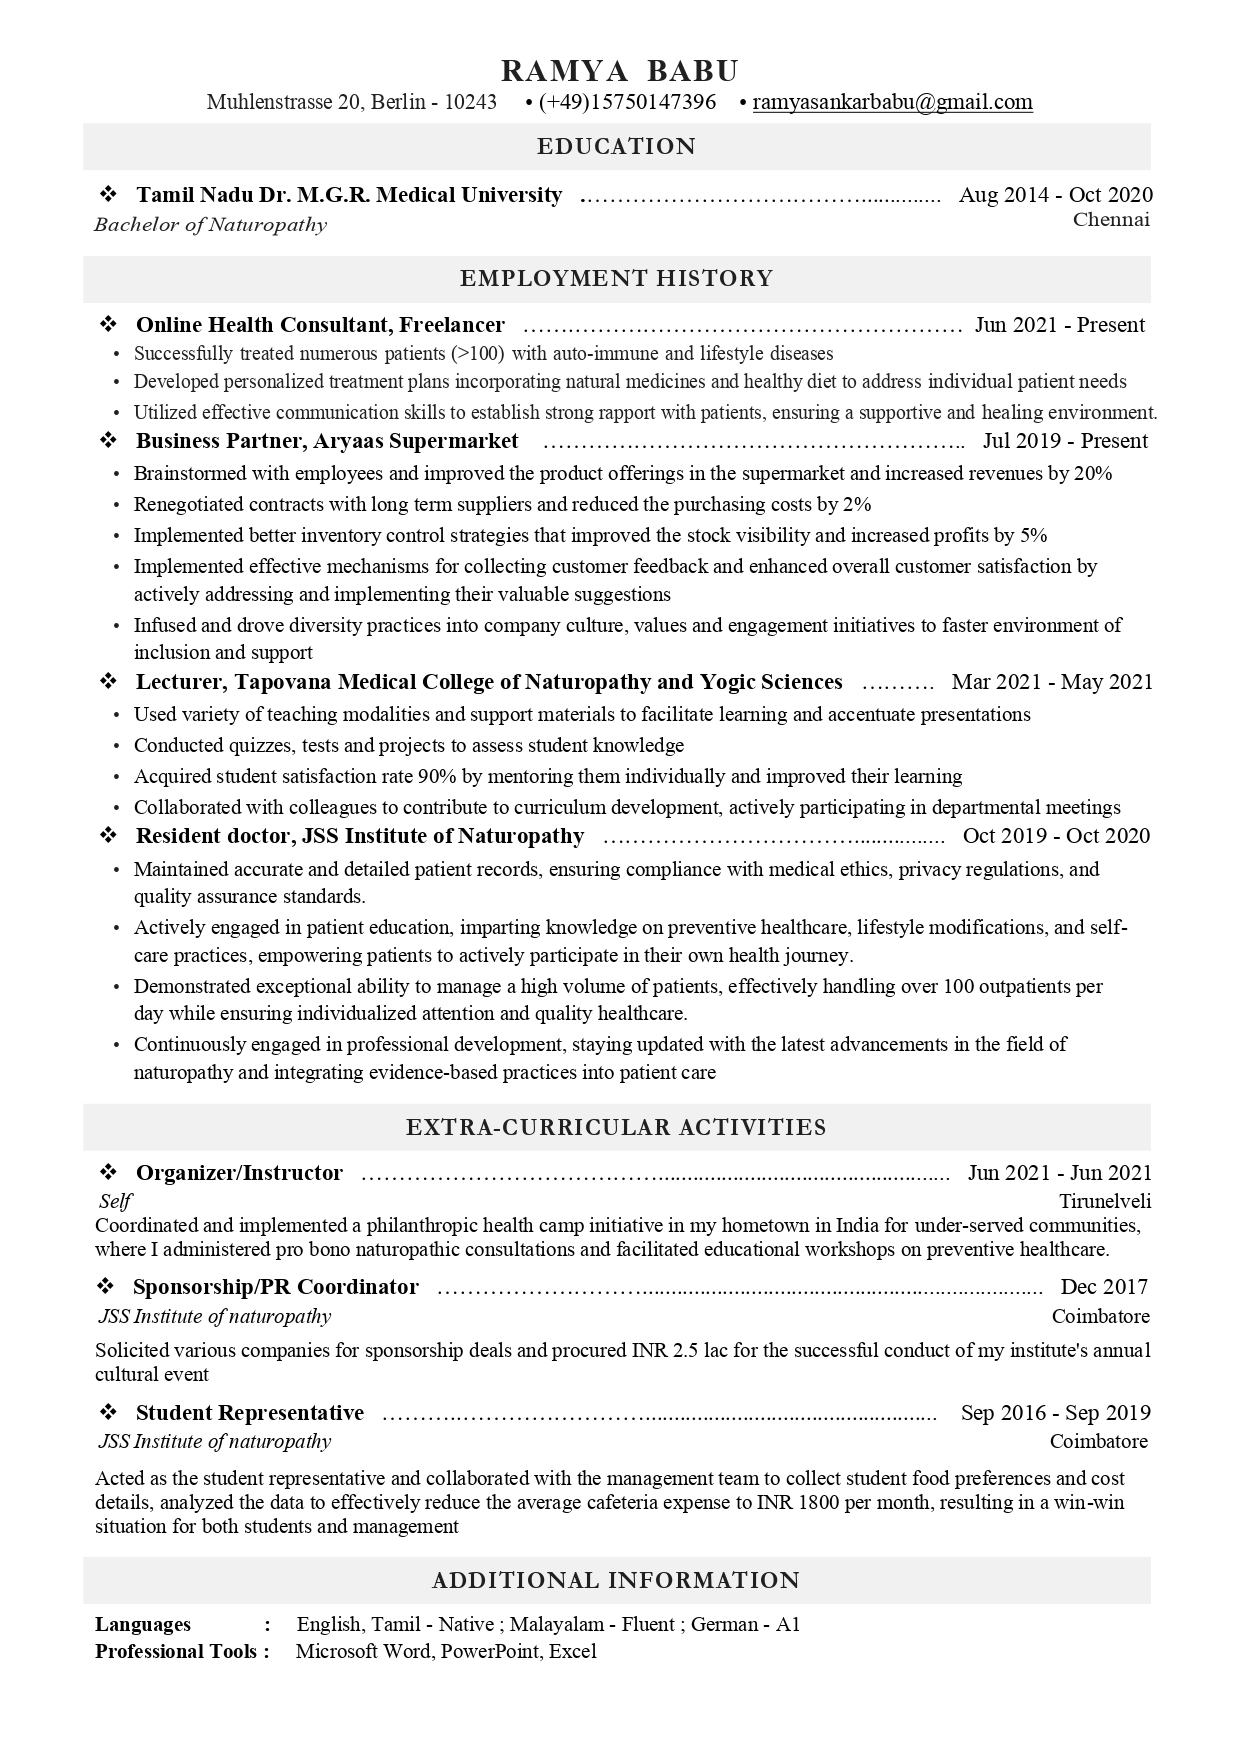 RAMYA BABU
Muhlenstrasse 20, Berlin - 10243 • (+49)15750147396 • ramyasankarbabu@gmail.com
EDUCATION
❖ Tamil Nadu Dr. M.G.R. Medical University .……………………………….............. Aug 2014 - Oct 2020
Bachelor of Naturopathy Chennai
EMPLOYMENT HISTORY
❖ Online Health Consultant, Freelancer …….…….…………………………………… Jun 2021 - Present
• Successfully treated numerous patients (>100) with auto-immune and lifestyle diseases
• Developed personalized treatment plans incorporating natural medicines and healthy diet to address individual patient needs
• Utilized effective communication skills to establish strong rapport with patients, ensuring a supportive and healing environment.
❖ Business Partner, Aryaas Supermarket ……….…………………………………….. Jul 2019 - Present
• Brainstormed with employees and improved the product offerings in the supermarket and increased revenues by 20%
• Renegotiated contracts with long term suppliers and reduced the purchasing costs by 2%
• Implemented better inventory control strategies that improved the stock visibility and increased profits by 5%
• Implemented effective mechanisms for collecting customer feedback and enhanced overall customer satisfaction by
actively addressing and implementing their valuable suggestions
• Infused and drove diversity practices into company culture, values and engagement initiatives to faster environment of
inclusion and support
❖ Lecturer, Tapovana Medical College of Naturopathy and Yogic Sciences ………. Mar 2021 - May 2021
• Used variety of teaching modalities and support materials to facilitate learning and accentuate presentations
• Conducted quizzes, tests and projects to assess student knowledge
• Acquired student satisfaction rate 90% by mentoring them individually and improved their learning
• Collaborated with colleagues to contribute to curriculum development, actively participating in departmental meetings
❖ Resident doctor, JSS Institute of Naturopathy ……………………………................ Oct 2019 - Oct 2020
• Maintained accurate and detailed patient records, ensuring compliance with medical ethics, privacy regulations, and
quality assurance standards.
• Actively engaged in patient education, imparting knowledge on preventive healthcare, lifestyle modifications, and self-
care practices, empowering patients to actively participate in their own health journey.
• Demonstrated exceptional ability to manage a high volume of patients, effectively handling over 100 outpatients per
day while ensuring individualized attention and quality healthcare.
• Continuously engaged in professional development, staying updated with the latest advancements in the field of
naturopathy and integrating evidence-based practices into patient care
EXTRA-CURRICULAR ACTIVITIES
❖ Organizer/Instructor ……………………………….................................................. Jun 2021 - Jun 2021
Self Tirunelveli
Coordinated and implemented a philanthropic health camp initiative in my hometown in India for under-served communities,
where I administered pro bono naturopathic consultations and facilitated educational workshops on preventive healthcare.
❖ Sponsorship/PR Coordinator ……………………..................................................................... Dec 2017
JSS Institute of naturopathy Coimbatore
Solicited various companies for sponsorship deals and procured INR 2.5 lac for the successful conduct of my institute's annual
cultural event
❖ Student Representative ……….………………….................................................. Sep 2016 - Sep 2019
JSS Institute of naturopathy Coimbatore
Acted as the student representative and collaborated with the management team to collect student food preferences and cost
details, analyzed the data to effectively reduce the average cafeteria expense to INR 1800 per month, resulting in a win-win
situation for both students and management
ADDITIONAL INFORMATION
Languages : English, Tamil - Native ; Malayalam - Fluent ; German - A1
Professional Tools : Microsoft Word, PowerPoint, Excel